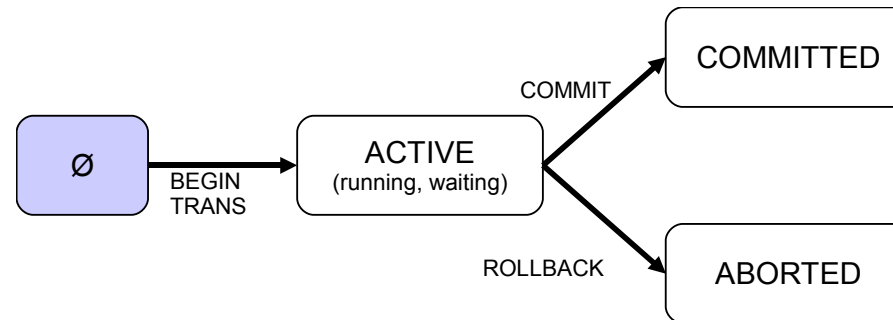 Ø
BEGIN
TRANS
ACTIVE
(running, waiting)
COMMIT
COMMITTED
ROLLBACK
ABORTED